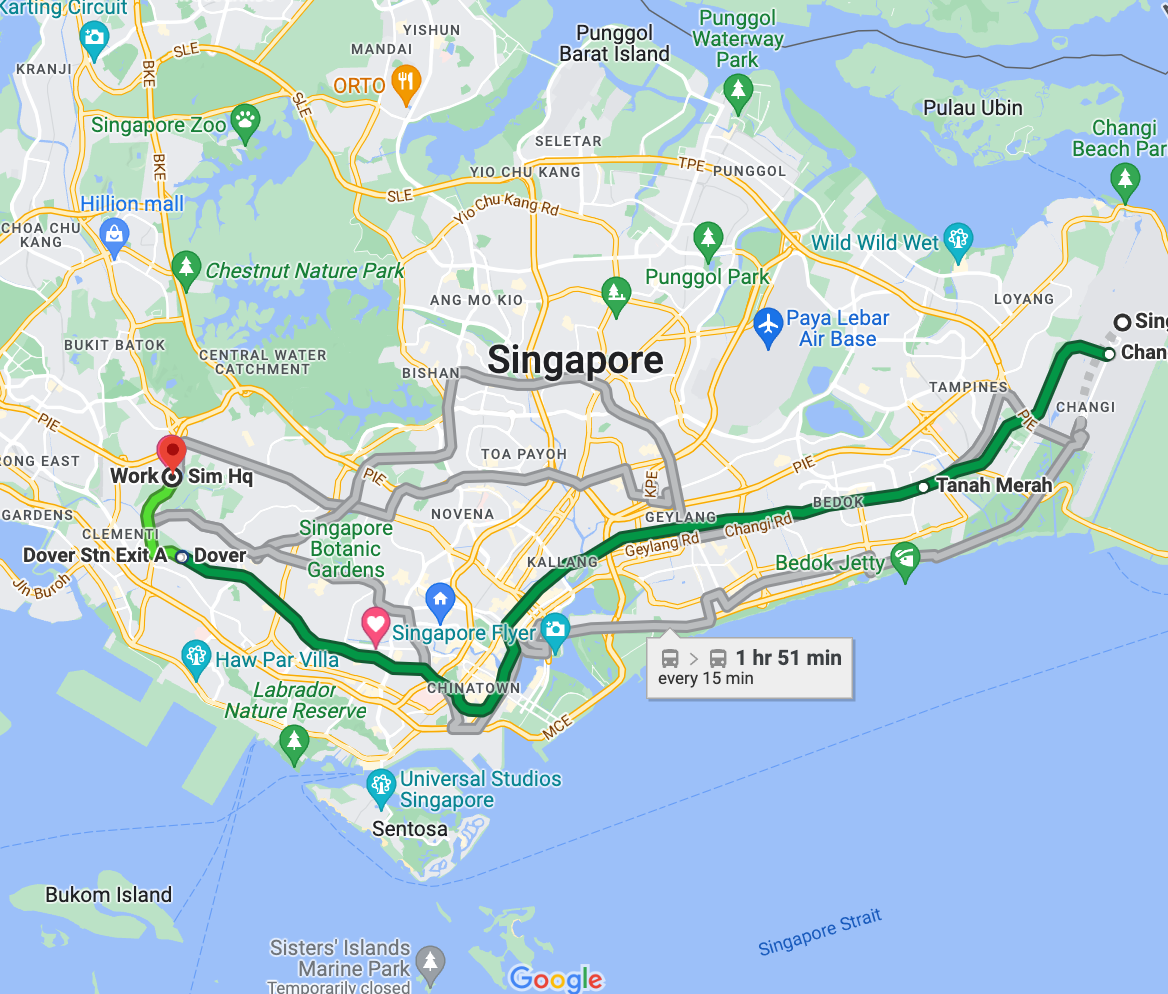 Karting Circuit
KRANJI
BKE
SLE
YISHUN
MANDAI
ORTO
Punggol
Barat Island
Punggol
Waterway
Park
Pulau Ubin
Changi
Beach Par
Singapore Zoo
SLE
BKE
SELETAR
YIO CHU KANG
TPE
PUNGGOL
SLE
Yio Chu Kang Rd
Hillion mall
CHOA CHU
KANG
Chestnut Nature Park
Wild Wild Wet
Punggol Park
ANG MO KIO
LOYANG
Paya Lebar
Air Base
Sing
Chan
BUKIT BATOK
CENTRAL WATER
CATCHMENT
Singapore
BISHAN
TAMPINES
CHANGI
PIE
PIE
TOA PAYOH
PIE
RONG EAST
Work
Sim Hq
PIE
KPE
Tanah Merah
BEDOK
GARDENS
CLEMENTI
NOVENA
GEYLANG
Changi Rd
Geylang Rd
Singapore
Botanic
Gardens
Dover Stn Exit A
Dover
KALLANG
Bedok Jetty
Jln Buroh
Singapore Flyer
Haw Par Villa
1 hr 51 min
every 15 min
CHINATOWN
Labrador
Nature Reserve
MCE
Universal Studios
Singapore
Sentosa
Bukom Island
Singapore Strait
Sisters' Islands
Marine Park
Temporarily closed
Google